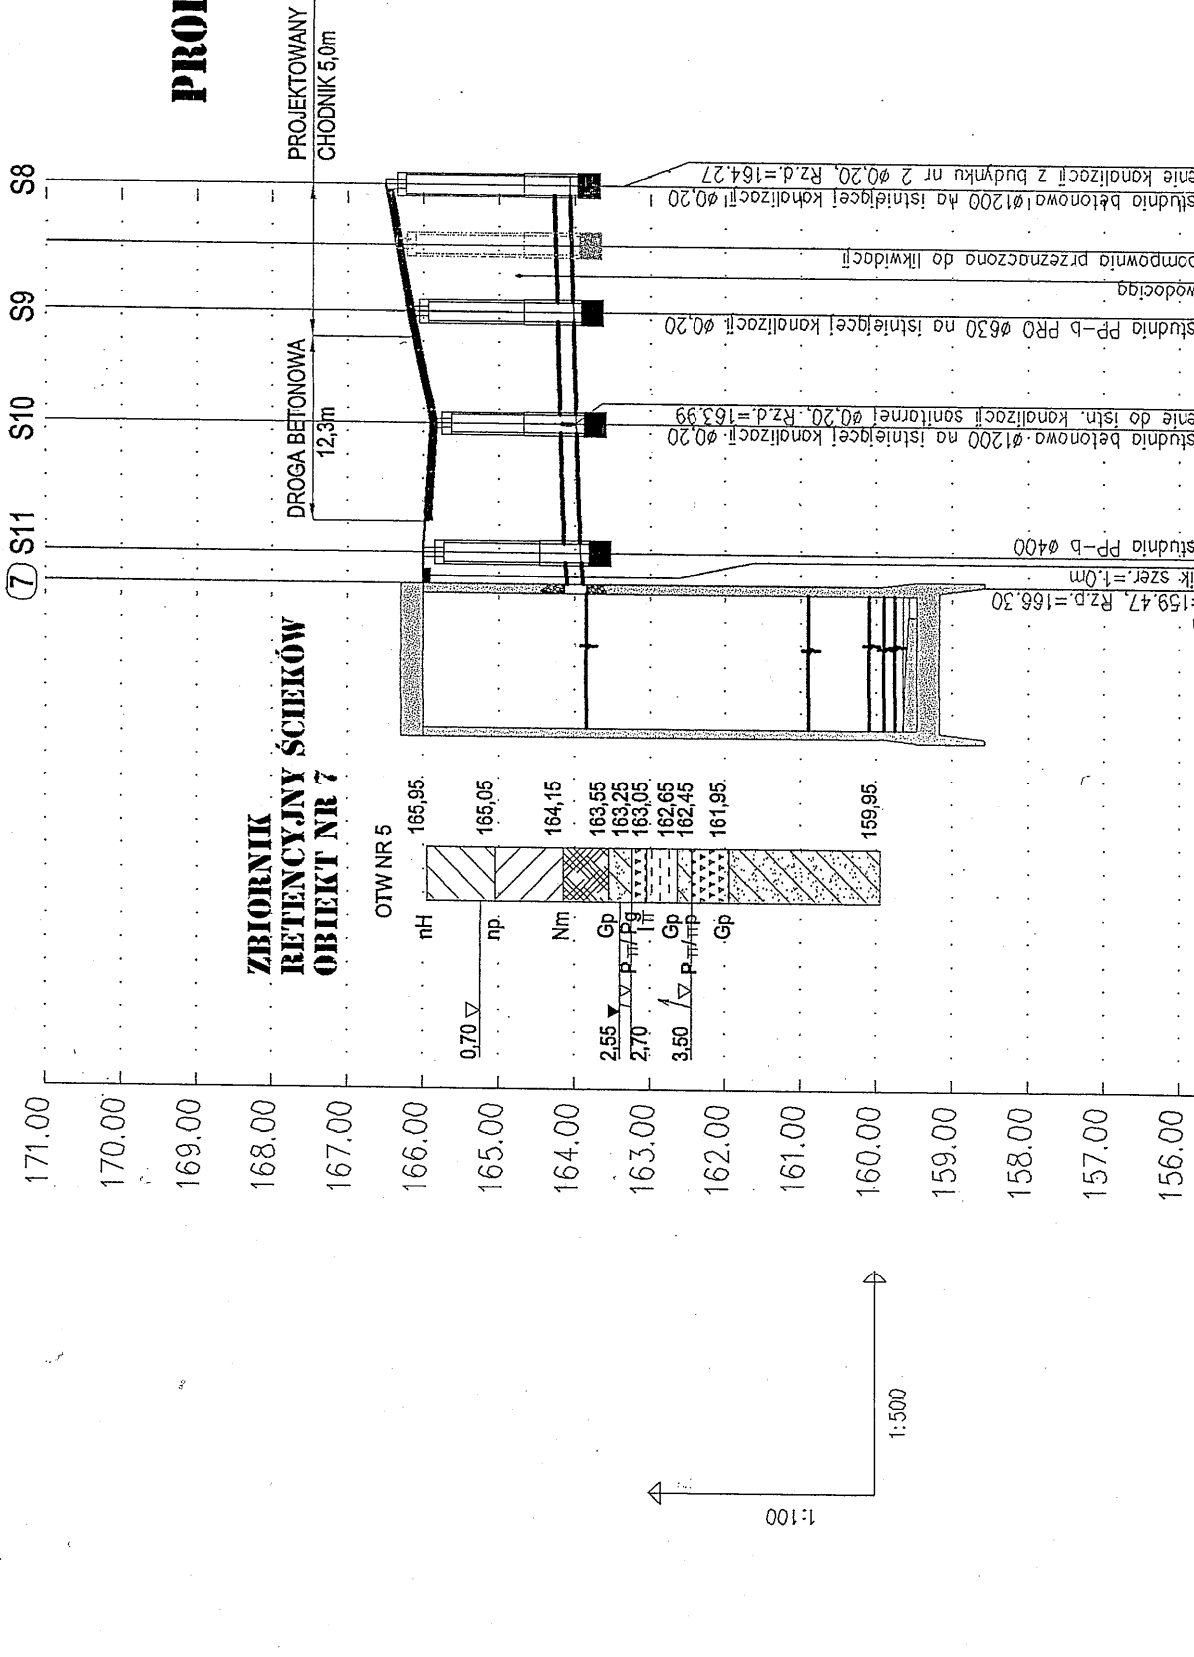 PROJEKTOWANY
CHODNIK 5,0m
S8
S9
S10
S11
7
DROGA BETONOWA
12,3m
ZBIORNIK
RETENCYJNY ŚCIEKÓW
OBIEKT NR 7
OTW NR 5
165,95
165,05
164,15
163,55
163,25
163,05
162,65
162,45
161,95
159,95
nH
np.
Nm
Gp
Gp
Gp
0,70
2,55
2,70
3,50
kanalizacji z budynku nr 2 ø0,20, Rz.d.=164.27
studnia betonowa ø1200 na istniejącej kanalizacji ø0,20
pompownia przeznaczona do likwidacji
wodociąg
studnia PP-b PRO ø630 na istniejącej kanalizacji ø0,20
do istn. kanalizacji sanitarnej ø0,20, Rz.d.=163.99
studnia betonowa ø1200 na istniejącej kanalizacji ø0,20
studnia PP-b ø400
szer.=1.0m
159.47, Rz.p.=166.30
171.00
170.00
169.00
168.00
167.00
166.00
165.00
164.00
163.00
162.00
161.00
160.00
159.00
158.00
157.00
156.00
1:100
1:500